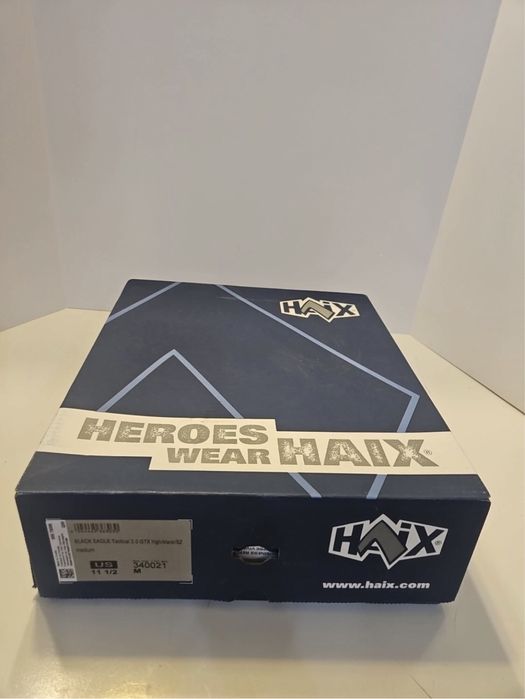 HAIX
HEROES
WEAR HAIX®
BLACK EAGLE Tactical 2.0 GTX high/black/SZ
medium
US 340021
11 1/2 M
HAIX®
www.haix.com